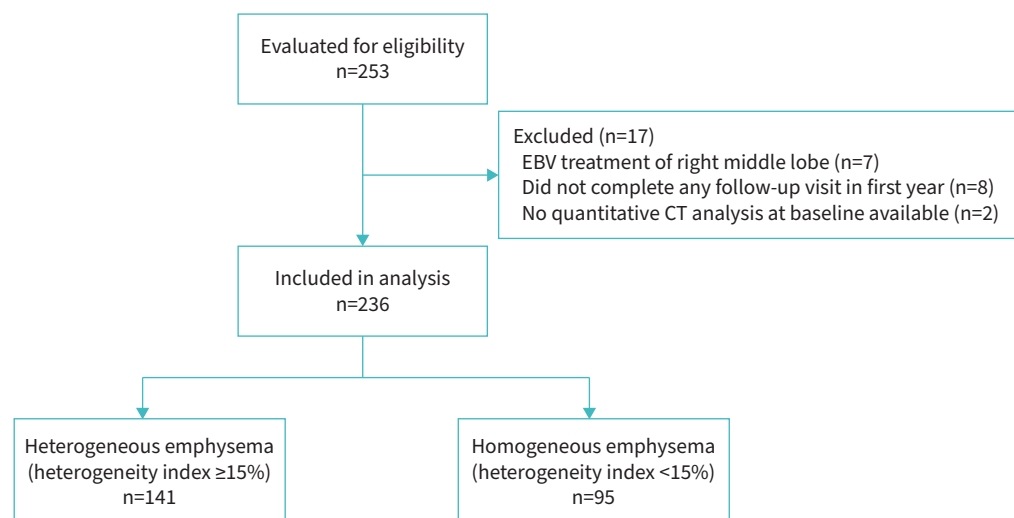 Evaluated for eligibility
n=253
Excluded (n=17)
EBV treatment of right middle lobe (n=7)
Did not complete any follow-up visit in first year (n=8)
No quantitative CT analysis at baseline available (n=2)
Included in analysis
n=236
Heterogeneous emphysema
(heterogeneity index ≥15%)
n=141
Homogeneous emphysema
(heterogeneity index <15%)
n=95